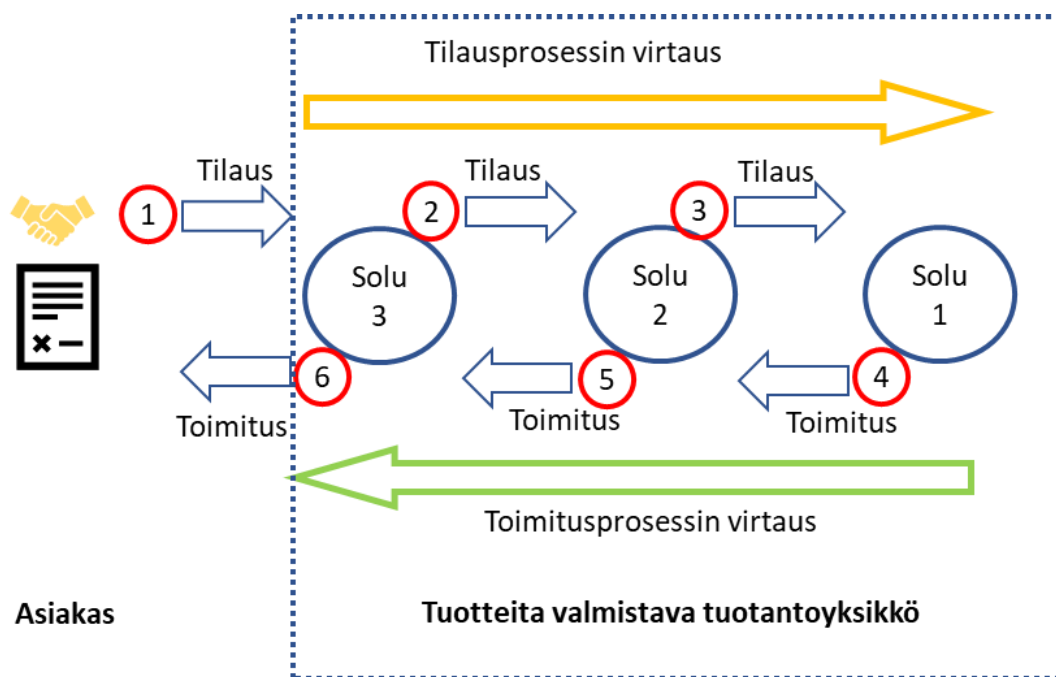 Tilausprosessin virtaus
Tilaus
Tilaus
Tilaus
1
2
3
Solu
3
Solu
2
Solu
1
6
5
4
Toimitus
Toimitus
Toimitus
Toimitusprosessin virtaus
Asiakas
Tuotteita valmistava tuotantoyksikkö